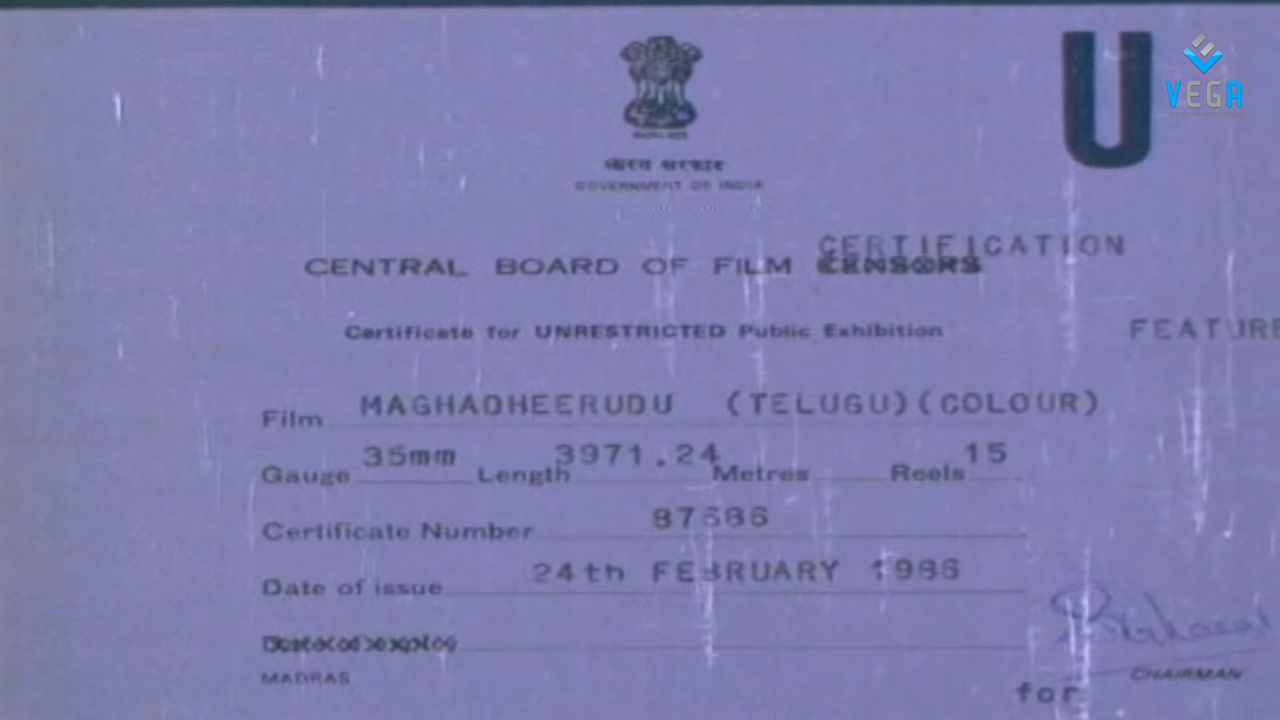 U
VEGA
भारत सरकार
GOVERNMENT OF INDIA
CERTIFICATION
CENTRAL BOARD OF FILM CENSORS
Certificate for UNRESTRICTED Public Exhibition
FEATURE
Film MAGHADHEERUDU (TELUGU)(COLOUR)
Gauge 35mm Length 3971.24 Metres Reels 15
Certificate Number
Date of issue 24th FEBRUARY 1986
MADRAS
CHAIRMAN
for